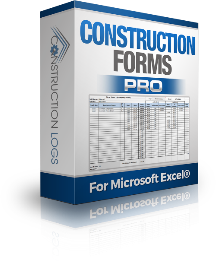 CONSTRUCTION
FORMS
PRO
For Microsoft Excel®
CONSTRUCTION LOGS